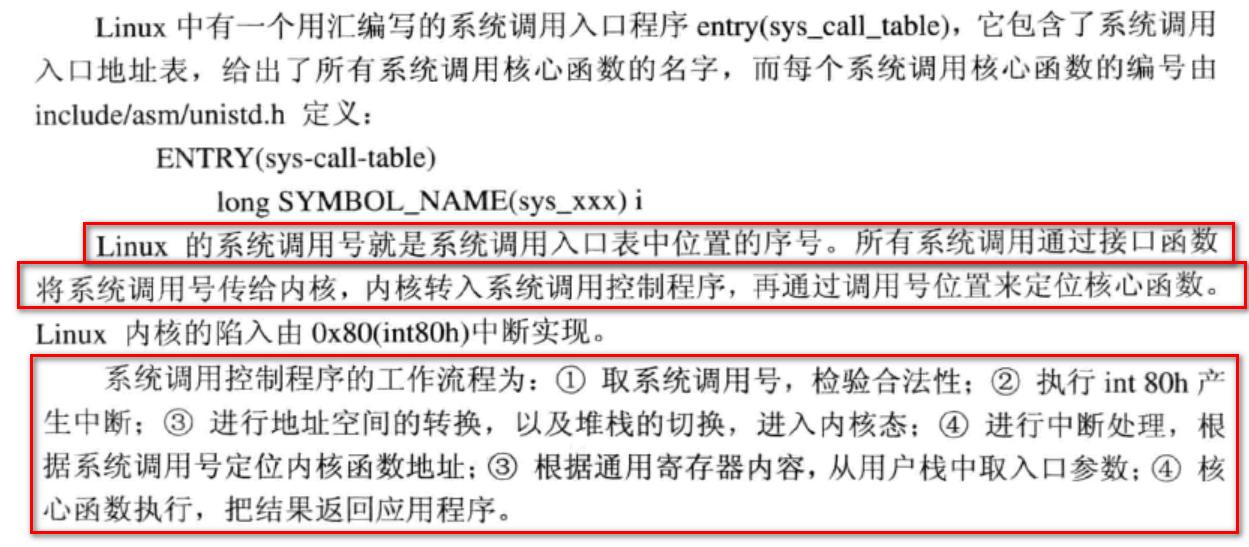 Linux 中有一个用汇编写的系统调用入口程序 entry(sys_call_table)，它包含了系统调用
入口地址表，给出了所有系统调用核心函数的名字，而每个系统调用核心函数的编号由
include/asm/unistd.h 定义：
ENTRY(sys-call-table)
long SYMBOL_NAME(sys_xxx) i
Linux 的系统调用号就是系统调用入口表中位置的序号。所有系统调用通过接口函数
将系统调用号传给内核，内核转入系统调用控制程序，再通过调用号位置来定位核心函数。
Linux 内核的陷入由 0x80(int80h)中断实现。
系统调用控制程序的工作流程为：① 取系统调用号，检验合法性；② 执行 int 80h 产
生中断；③ 进行地址空间的转换，以及堆栈的切换，进入内核态；④ 进行中断处理，根
据系统调用号定位内核函数地址；③ 根据通用寄存器内容，从用户栈中取入口参数；④ 核
心函数执行，把结果返回应用程序。